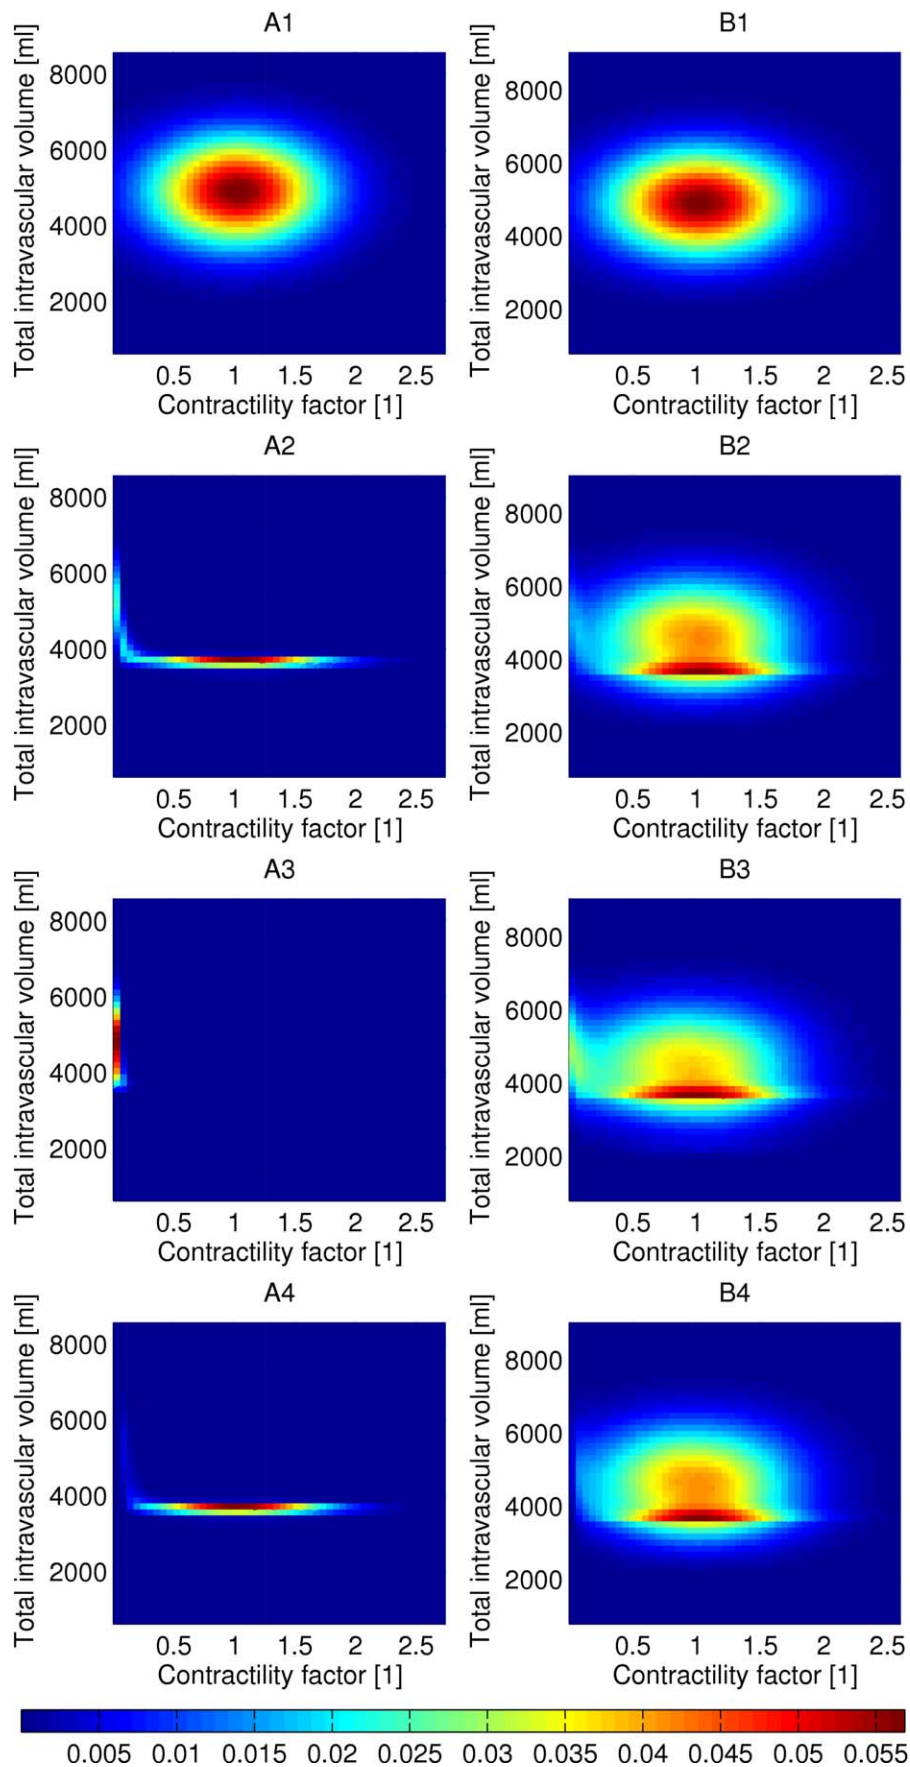 A1
Total intravascular volume [ml]
8000
6000
4000
2000
0.5 1 1.5 2 2.5
Contractility factor [1]
B1
Total intravascular volume [ml]
8000
6000
4000
2000
0.5 1 1.5 2 2.5
Contractility factor [1]
A2
Total intravascular volume [ml]
8000
6000
4000
2000
0.5 1 1.5 2 2.5
Contractility factor [1]
B2
Total intravascular volume [ml]
8000
6000
4000
2000
0.5 1 1.5 2 2.5
Contractility factor [1]
A3
Total intravascular volume [ml]
8000
6000
4000
2000
0.5 1 1.5 2 2.5
Contractility factor [1]
B3
Total intravascular volume [ml]
8000
6000
4000
2000
0.5 1 1.5 2 2.5
Contractility factor [1]
A4
Total intravascular volume [ml]
8000
6000
4000
2000
0.5 1 1.5 2 2.5
Contractility factor [1]
B4
Total intravascular volume [ml]
8000
6000
4000
2000
0.5 1 1.5 2 2.5
Contractility factor [1]
0.005 0.01 0.015 0.02 0.025 0.03 0.035 0.04 0.045 0.05 0.055